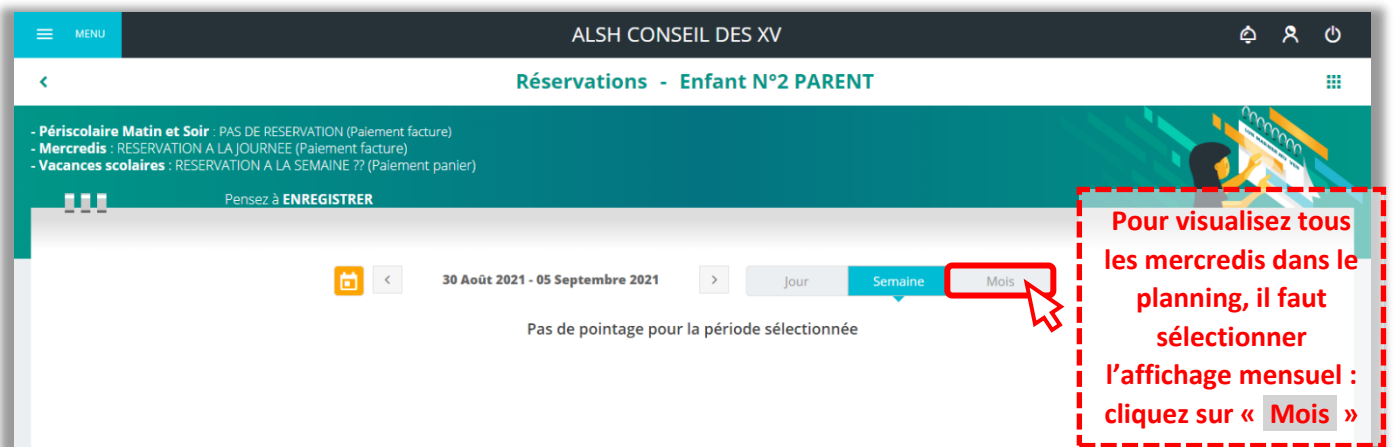 MENU
ALSH CONSEIL DES XV
Réservations - Enfant N°2 PARENT
- Périscolaire Matin et Soir : PAS DE RESERVATION (Paiement facture)
- Mercredis : RESERVATION A LA JOURNEE (Paiement facture)
- Vacances scolaires : RESERVATION A LA SEMAINE ?? (Paiement panier)
Pensez à ENREGISTRER
30 Août 2021 - 05 Septembre 2021
Jour
Semaine
Mois
Pas de pointage pour la période sélectionnée
Pour visualisez tous
les mercredis dans le
planning, il faut
sélectionner
l’affichage mensuel :
cliquez sur « Mois »